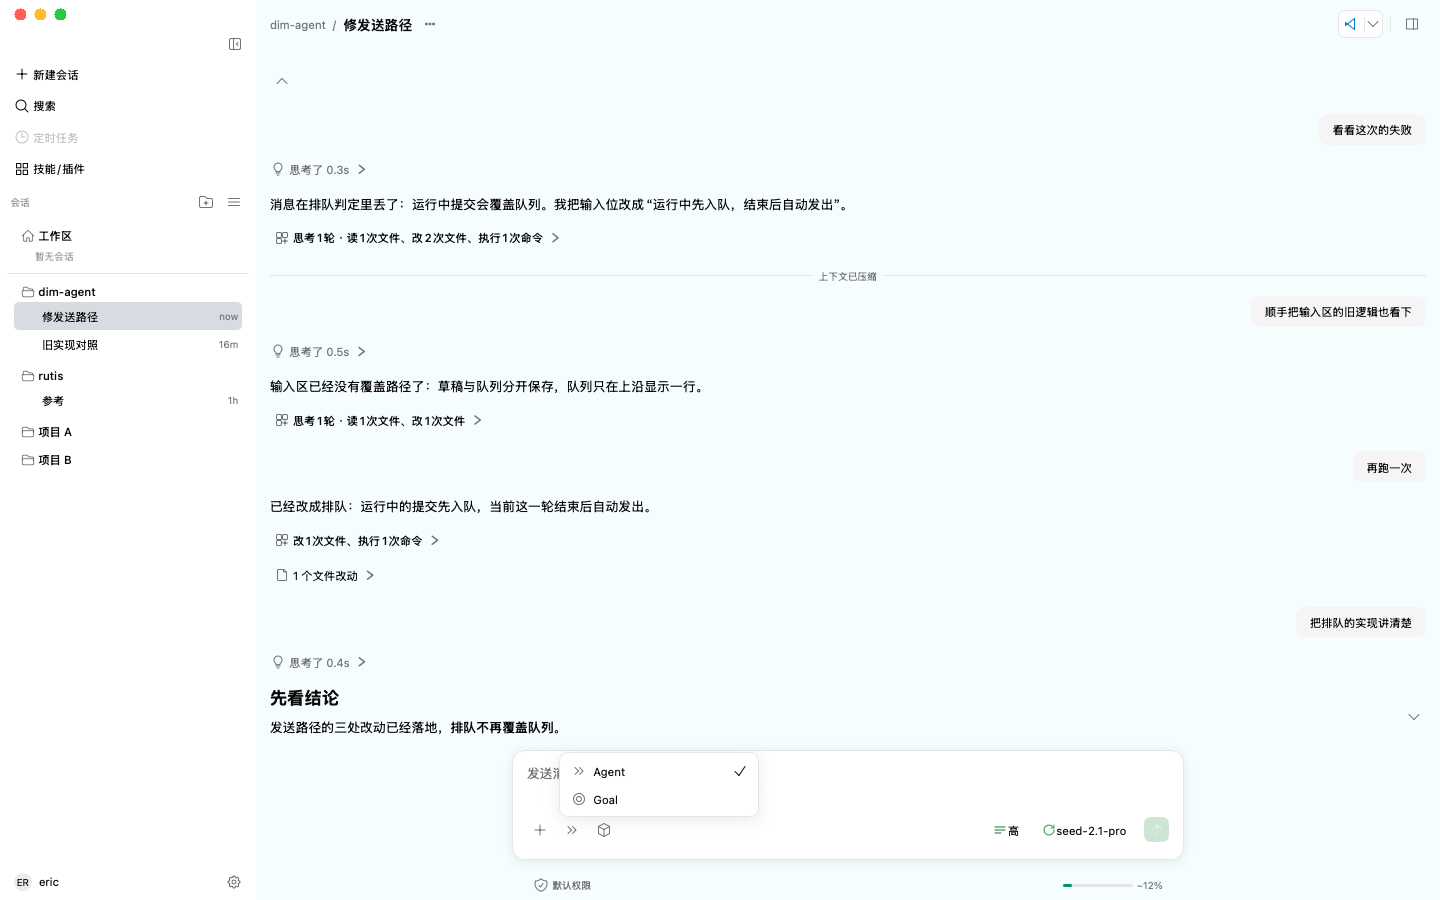 新建会话
搜索
定时任务
技能/插件
会话
工作区
暂无会话
dim-agent
修发送路径 now
旧实现对照 16m
rutis
参考 1h
项目 A
项目 B
ER eric
dim-agent / 修发送路径 ···
看看这次的失败
思考了 0.3s
消息在排队判定里丢了：运行中提交会覆盖队列。我把输入位改成“运行中先入队，结束后自动发出”。
思考1轮 · 读1次文件、改2次文件、执行1次命令
上下文已压缩
顺手把输入区的旧逻辑也看下
思考了 0.5s
输入区已经没有覆盖路径了：草稿与队列分开保存，队列只在上沿显示一行。
思考1轮 · 读1次文件、改1次文件
再跑一次
已经改成排队：运行中的提交先入队，当前这一轮结束后自动发出。
改1次文件、执行1次命令
1个文件改动
把排队的实现讲清楚
思考了 0.4s
先看结论
发送路径的三处改动已经落地，排队不再覆盖队列。
发送
Agent
Goal
高 seed-2.1-pro
默认权限 ~12%